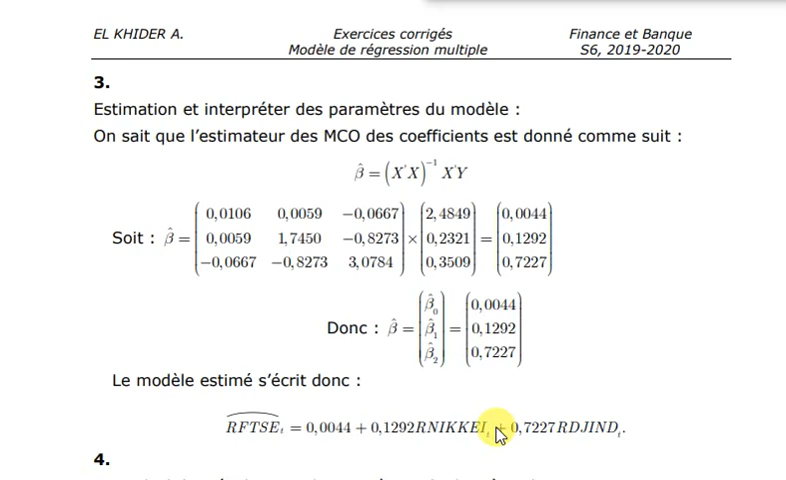 EL KHIDER A. Exercices corrigés Finance et Banque
Modèle de régression multiple S6, 2019-2020
3.
Estimation et interpréter des paramètres du modèle :
On sait que l'estimateur des MCO des coefficients est donné comme suit :
β̂ = (X'X)⁻¹ X'Y
0,0106 0,0059 −0,0667 2,4849 0,0044
Soit : β̂ = 0,0059 1,7450 −0,8273 × 0,2321 = 0,1292
−0,0667 −0,8273 3,0784 0,3509 0,7227
β̂₀ 0,0044
Donc : β̂ = β̂₁ = 0,1292
β̂₂ 0,7227
Le modèle estimé s'écrit donc :
RFTSEₜ = 0,0044 + 0,1292RNIKKEIₜ + 0,7227RDJINDₜ.
4.